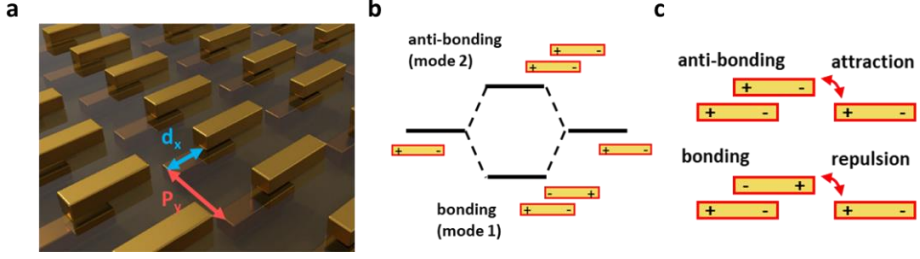 a
d x
P y
b
anti-bonding
(mode 2)
+ -
+ -
+ -
+ -
- +
+ -
bonding
(mode 1)
c
anti-bonding
attraction
+ -
+ -
+ -
bonding
repulsion
- +
+ -
+ -